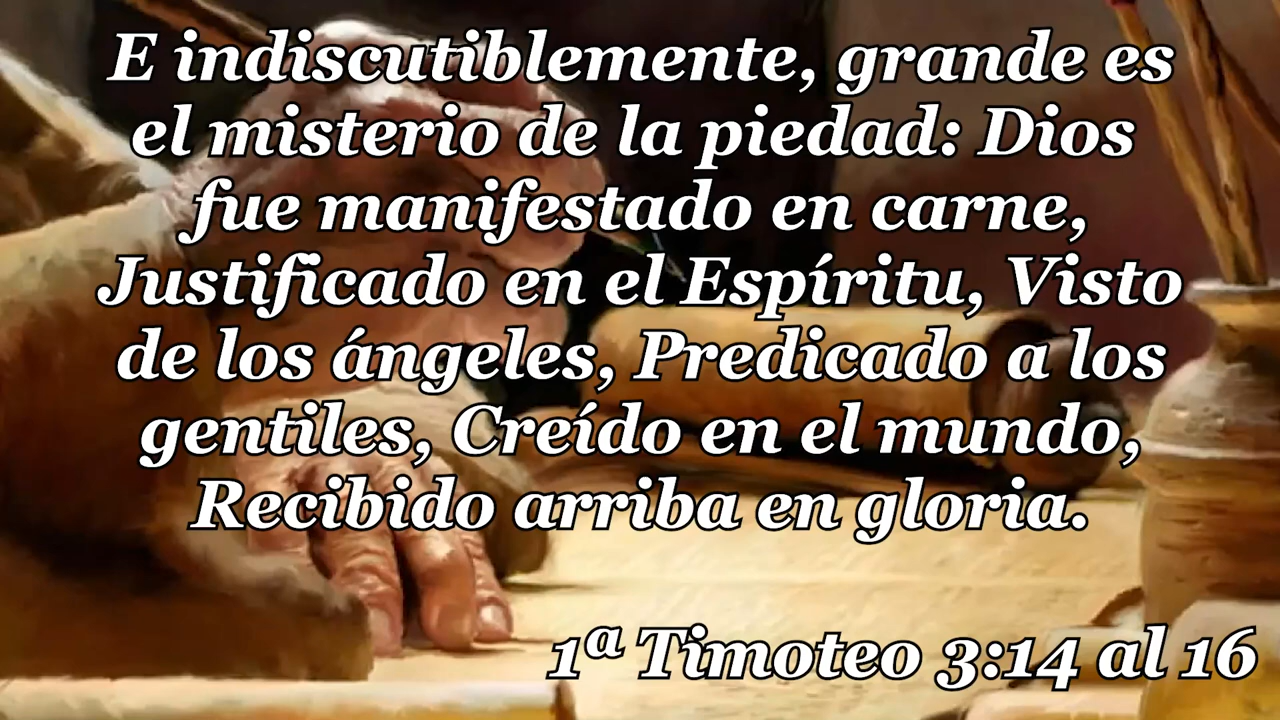 E indiscutiblemente, grande es
el misterio de la piedad: Dios
fue manifestado en carne,
Justificado en el Espíritu, Visto
de los ángeles, Predicado a los
gentiles, Creído en el mundo,
Recibido arriba en gloria.
1ª Timoteo 3:14 al 16